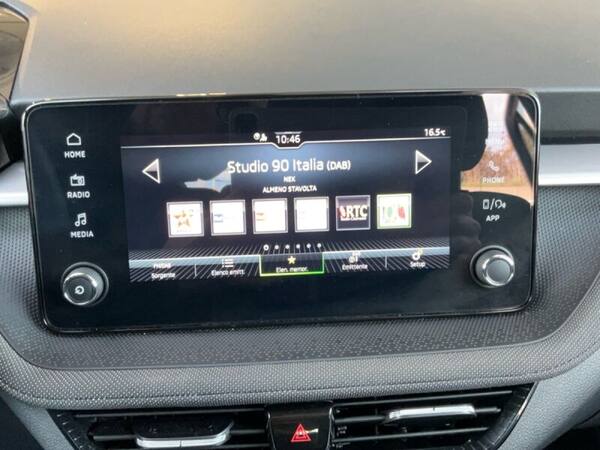 10:46
16.5°C
HOME
RADIO
MEDIA
Studio 90 Italia (DAB)
NEK
ALMENO STAVOLTA
RTC
Sorgente
Elenco emitt.
Elen. memor.
Emittente
Setup
PHONE
APP